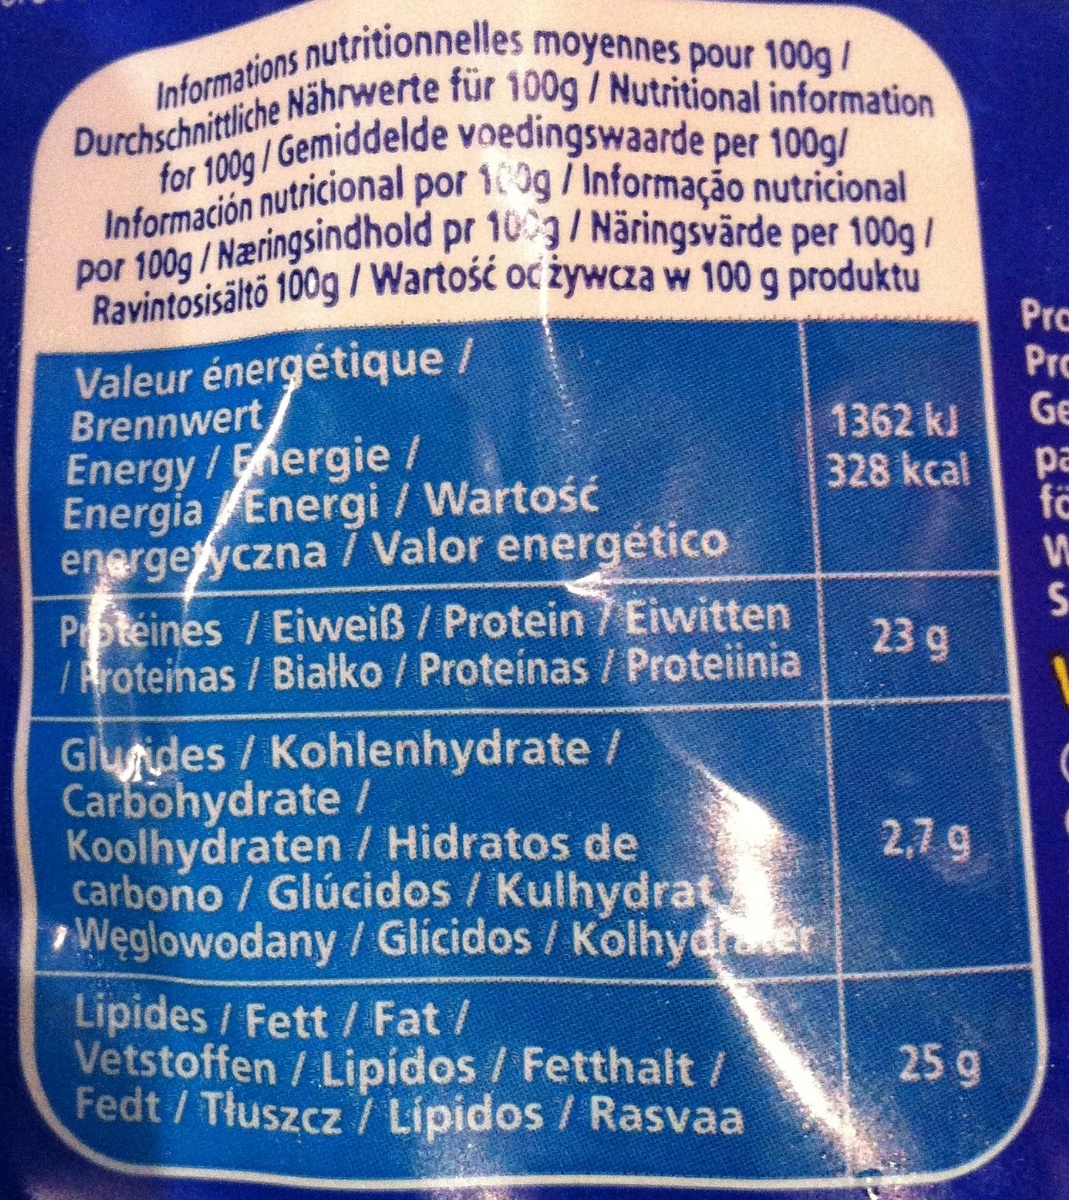 Informations nutritionnelles moyennes pour 100g /
Durchschnittliche Nährwerte für 100g / Nutritional information
for 100g / Gemiddelde voedingswaarde per 100g/
Información nutricional por 100g / Informação nutricional
por 100g / Næringsindhold pr 100g / Näringsvärde per 100g /
Ravintosisältö 100g / Wartość odżywcza w 100 g produktu
Valeur énergétique /
Brennwert
Energy / Energie /
Energia / Energi / Wartość
energetyczna / Valor energético
1362 kJ
328 kcal
Protéines / Eiweiß / Protein / Eiwitten
/ Proteinas / Białko / Proteínas / Proteiinia
23 g
Glucides / Kohlenhydrate /
Carbohydrate /
Koolhydraten / Hidratos de
carbono / Glúcidos / Kulhydrat
Węglowodany / Glícidos / Kolhydrater
2,7 g
Lipides / Fett / Fat /
Vetstoffen / Lipídos / Fetthalt /
Fedt / Tłuszcz / Lípidos / Rasvaa
25 g